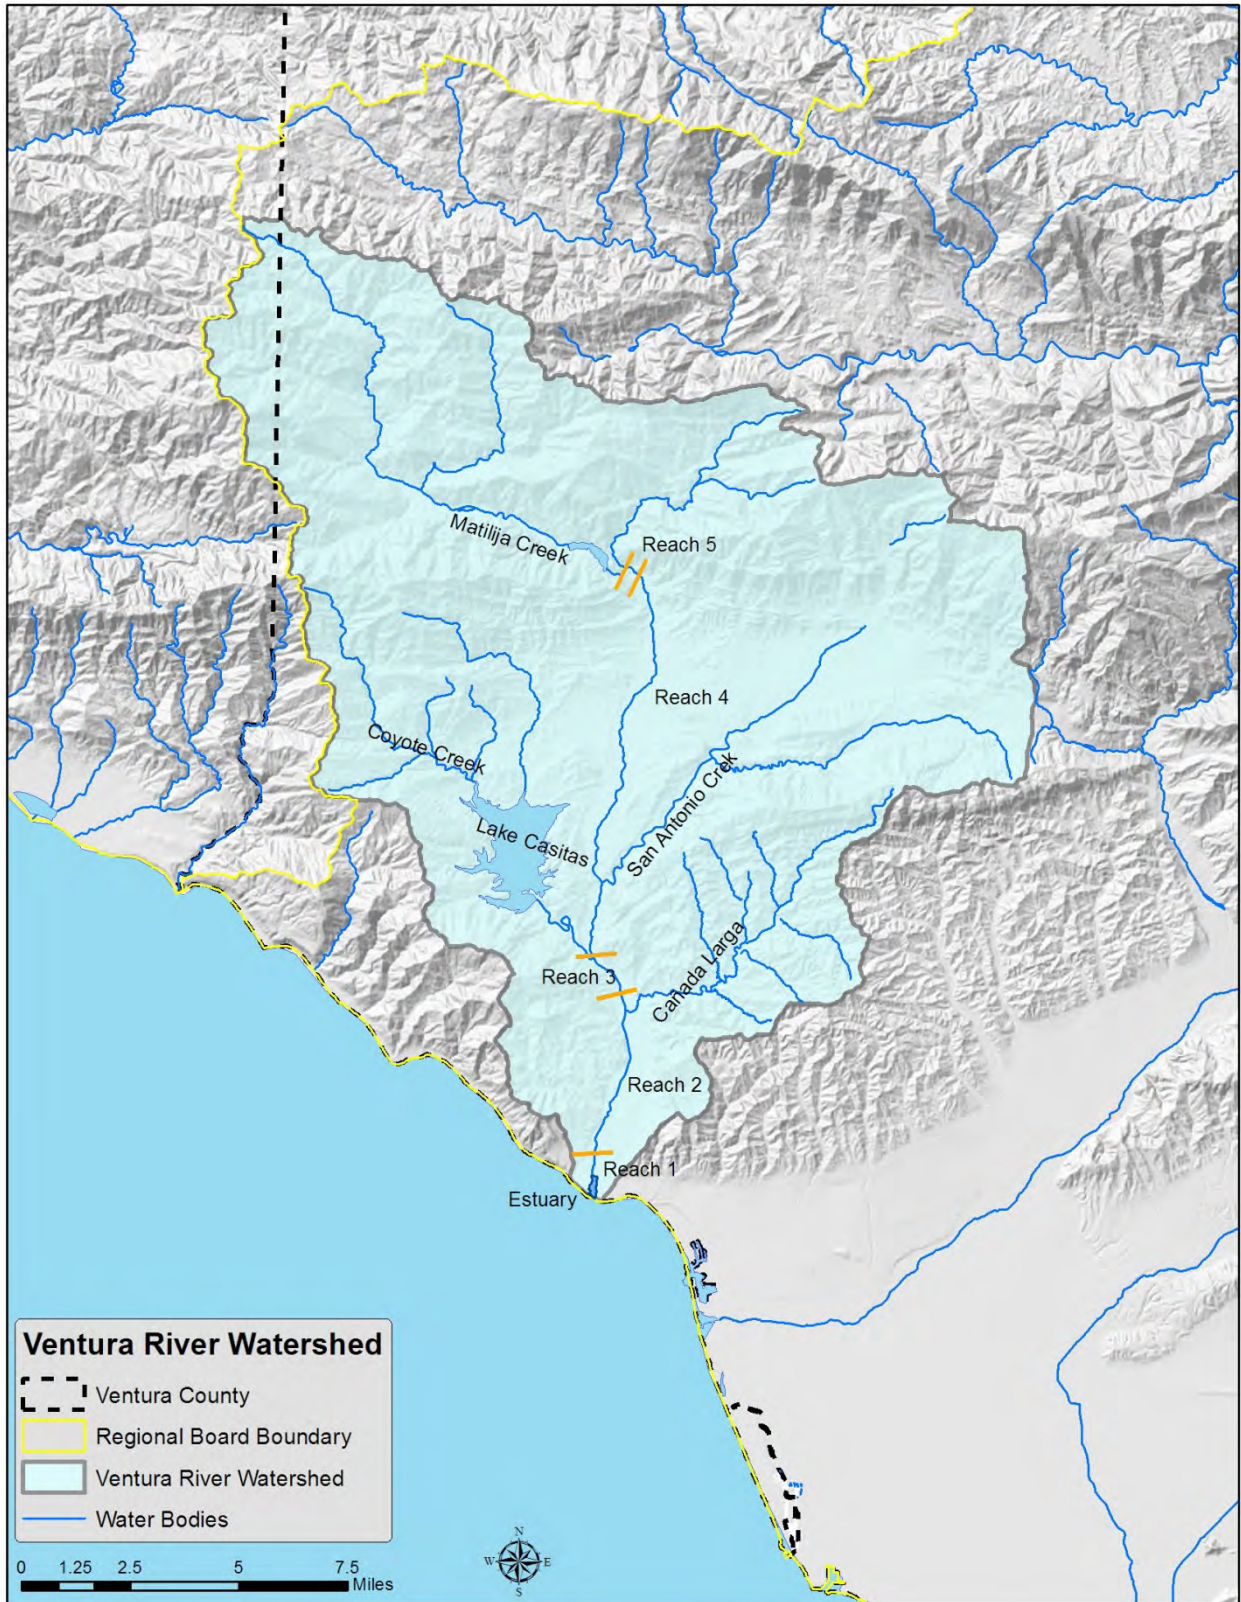 Matilija Creek
Reach 5
Reach 4
Coyote Creek
San Antonio Crek
Lake Casitas
Cañada Larga
Reach 3
Reach 2
Reach 1
Estuary
Ventura River Watershed
Ventura County
Regional Board Boundary
Ventura River Watershed
Water Bodies
0 1.25 2.5 5 7.5
Miles
N
W E
S